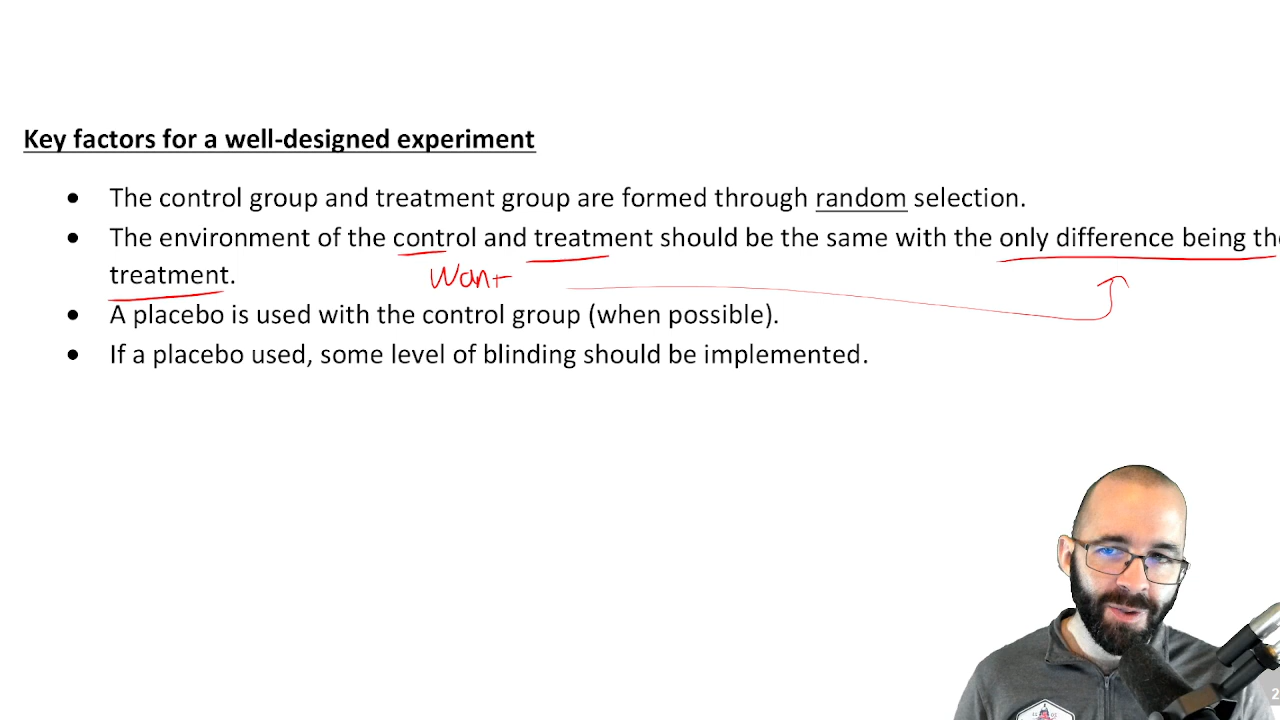 Key factors for a well-designed experiment
• The control group and treatment group are formed through random selection.
• The environment of the control and treatment should be the same with the only difference being th
treatment.
Want
• A placebo is used with the control group (when possible).
• If a placebo used, some level of blinding should be implemented.
2